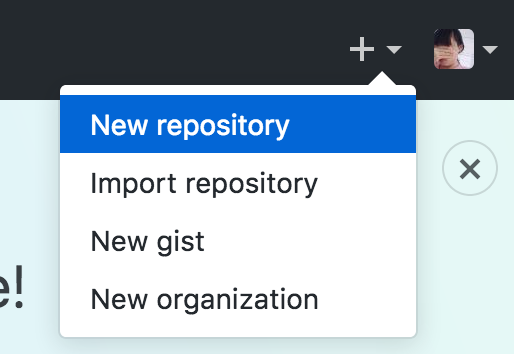 New repository
Import repository
New gist
e!
New organization